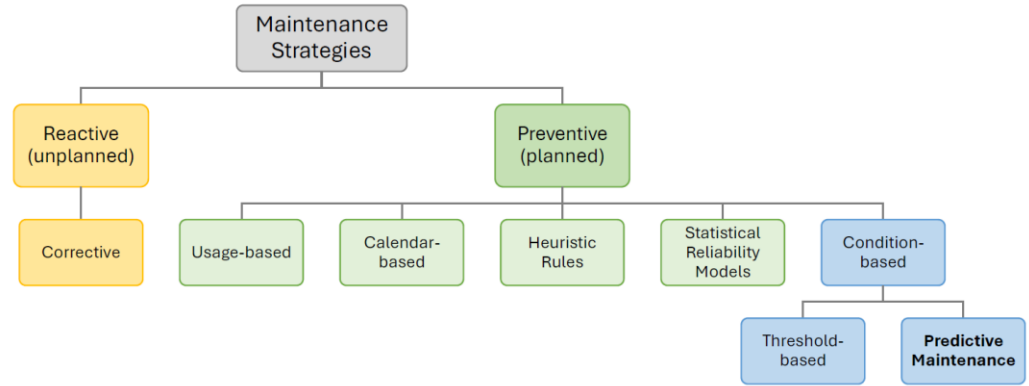 Maintenance
Strategies
Reactive
(unplanned)
Preventive
(planned)
Corrective
Usage-based
Calendar-
based
Heuristic
Rules
Statistical
Reliability
Models
Condition-
based
Threshold-
based
Predictive
Maintenance